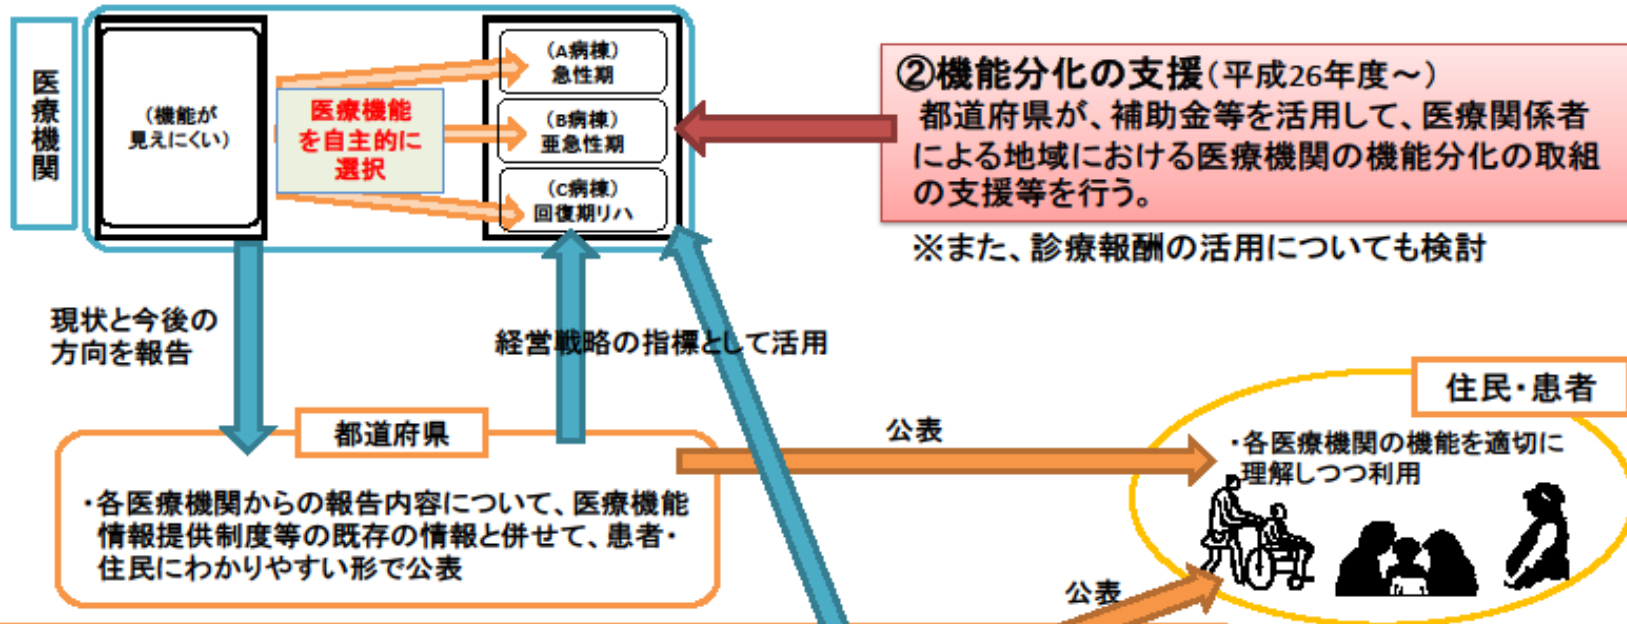 医療機関
(機能が
見えにくい)
医療機能
を自主的に
選択
(A病棟)
急性期
(B病棟)
亜急性期
(C病棟)
回復期リハ
②機能分化の支援(平成26年度~)
都道府県が、補助金等を活用して、医療関係者
による地域における医療機関の機能分化の取組
の支援等を行う。
※また、診療報酬の活用についても検討
現状と今後の
方向を報告
経営戦略の指標として活用
都道府県
・各医療機関からの報告内容について、医療機能
情報提供制度等の既存の情報と併せて、患者・
住民にわかりやすい形で公表
公表
住民・患者
・各医療機関の機能を適切に
理解しつつ利用
公表